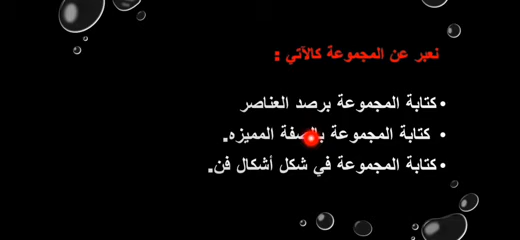 نعبر عن المجموعة كالآتي :
• كتابة المجموعة برصد العناصر
• كتابة المجموعة بالصفة المميزه.
• كتابة المجموعة في شكل أشكال فن.